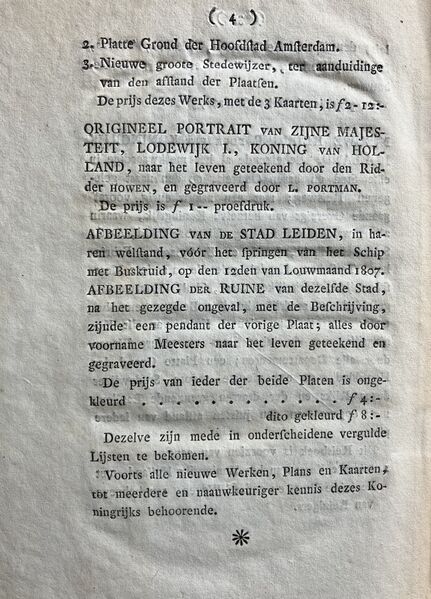 ( 4 )
2. Platte Grond der Hoofdstad Amsterdam.
3. Nieuwe groote Stedewijzer, ter aanduidinge
van den afstand der Plaatsen.
De prijs dezes Werks, met de 3 Kaarten, is f 2-12:-
ORIGINEEL PORTRAIT VAN ZIJNE MAJES-
TEIT, LODEWIJK I., KONING VAN HOL-
LAND, naar het leven geteekend door den Rid-
der HOWEN, en gegraveerd door L. PORTMAN.
De prijs is f 1-- proefdruk.
AFBEELDING VAN DE STAD LEIDEN, in ha-
ren welstand, vóór het springen van het Schip
met Buskruid, op den 12den van Louwmaand 1807.
AFBEELDING DER RUINE van dezelfde Stad,
na het gezegde ongeval, met de Beschrijving,
zijnde een pendant der vorige Plaat; alles door
voorname Meesters naar het leven geteekend en
gegraveerd.
De prijs van ieder der beide Platen is onge-
kleurd . . . . . . . . . . . f 4:-
dito gekleurd f 8:-
Dezelve zijn mede in onderscheidene vergulde
Lijsten te bekomen.
Voorts alle nieuwe Werken, Plans en Kaarten,
tot meerdere en naauwkeuriger kennis dezes Ko-
ningrijks behoorende.